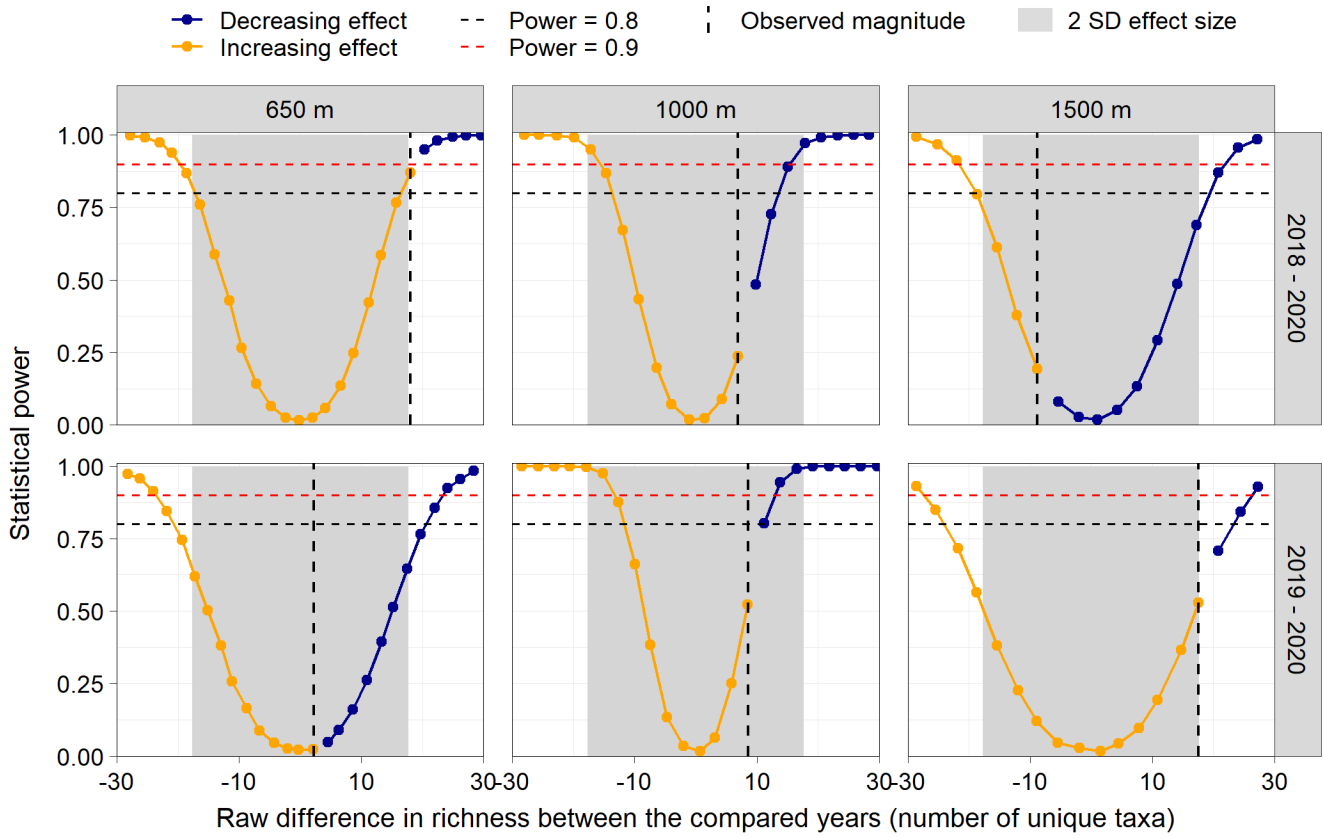 Decreasing effect
Increasing effect
Power = 0.8
Power = 0.9
Observed magnitude
2 SD effect size
650 m
1000 m
1500 m
1.00
0.75
0.50
0.25
0.00
2018 - 2020
1.00
0.75
0.50
0.25
0.00
2019 - 2020
Statistical power
-30 -10 10 30
-30 -10 10 30
-30 -10 10 30
Raw difference in richness between the compared years (number of unique taxa)